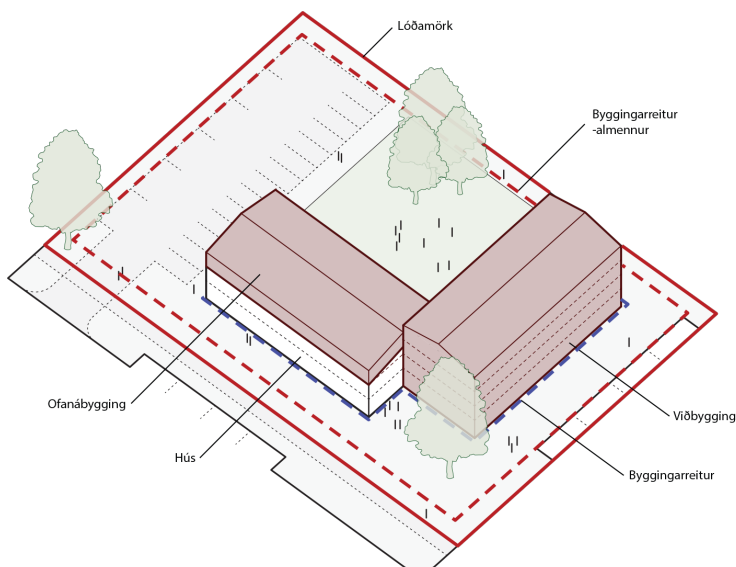 Lóðamörk
Byggingarreitur
-almennur
Ofanábygging
Hús
Viðbygging
Byggingarreitur